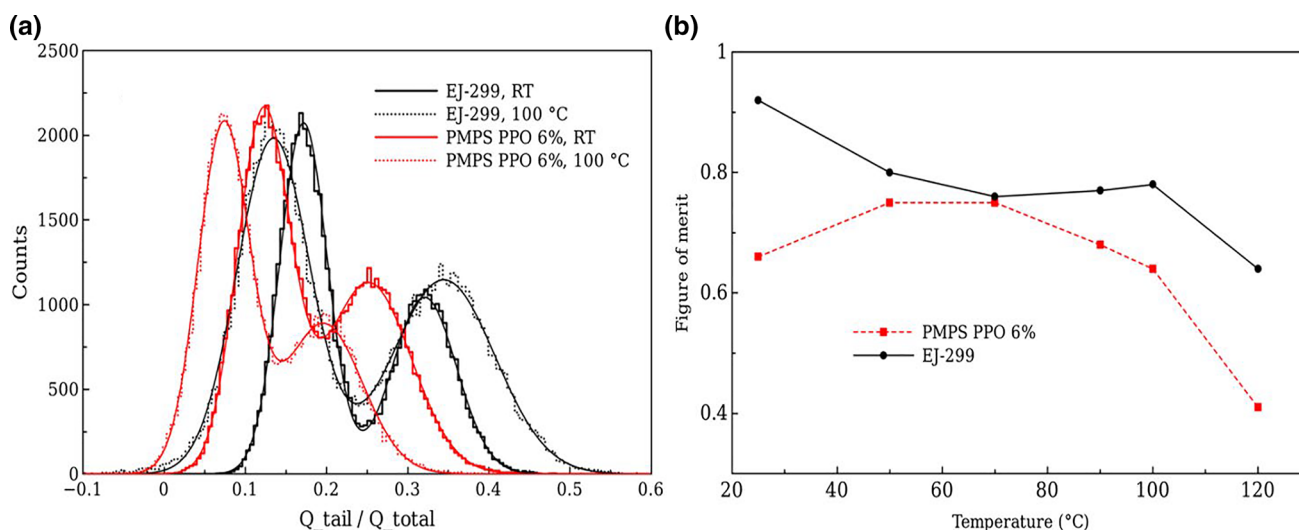 (a)
2500
2000
1500
1000
500
0
Counts
EJ-299, RT
EJ-299, 100 °C
PMPS PPO 6%, RT
PMPS PPO 6%, 100 °C
−0.1 0 0.1 0.2 0.3 0.4 0.5 0.6
Q_tail / Q_total
(b)
1
0.8
0.6
0.4
Figure of merit
PMPS PPO 6%
EJ-299
20 40 60 80 100 120
Temperature (°C)